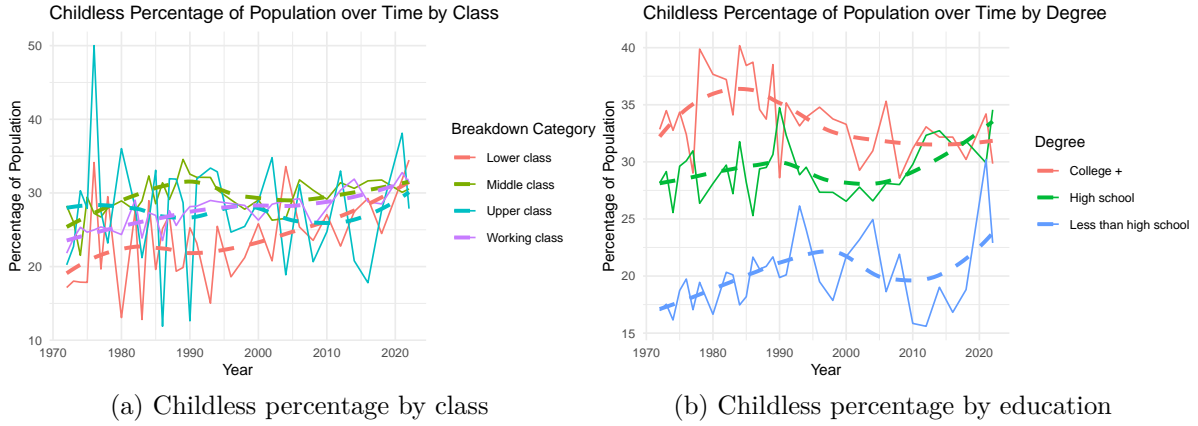 Childless Percentage of Population over Time by Class
Percentage of Population
50
40
30
20
10
1970
1980
1990
2000
2010
2020
Year
Breakdown Category
Lower class
Middle class
Upper class
Working class
(a) Childless percentage by class
Childless Percentage of Population over Time by Degree
Percentage of Population
40
35
30
25
20
15
1970
1980
1990
2000
2010
2020
Year
Degree
College +
High school
Less than high school
(b) Childless percentage by education